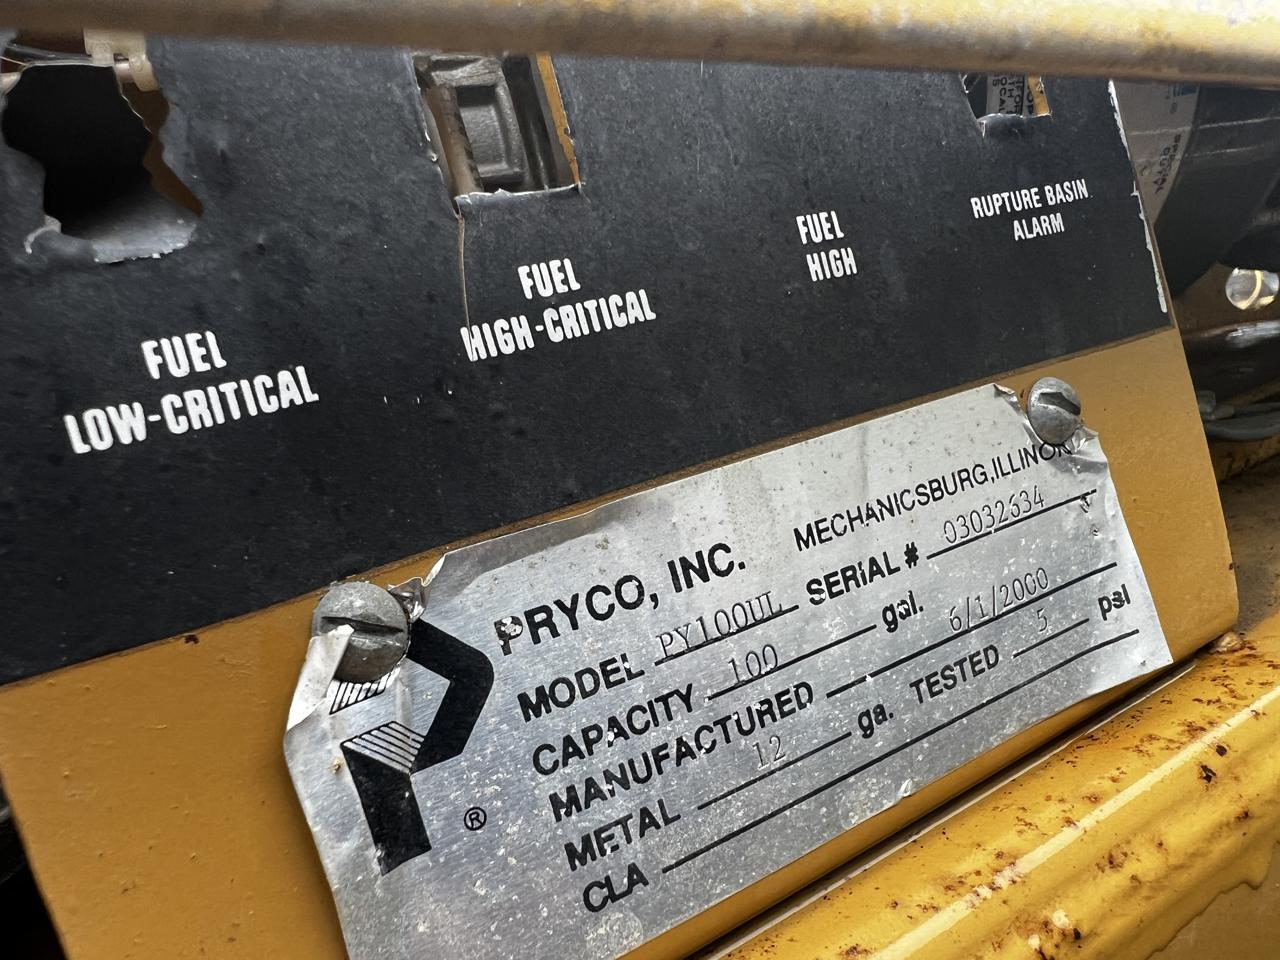 FUEL
LOW-CRITICAL
FUEL
HIGH-CRITICAL
FUEL
HIGH
RUPTURE BASIN
ALARM
PRYCO, INC. MECHANICSBURG, ILLINOI
MODEL PY100UL SERIAL # 03032634
CAPACITY 100 gal.
MANUFACTURED 6/1/2000
METAL 12 ga. TESTED 5 psi
CLA
®